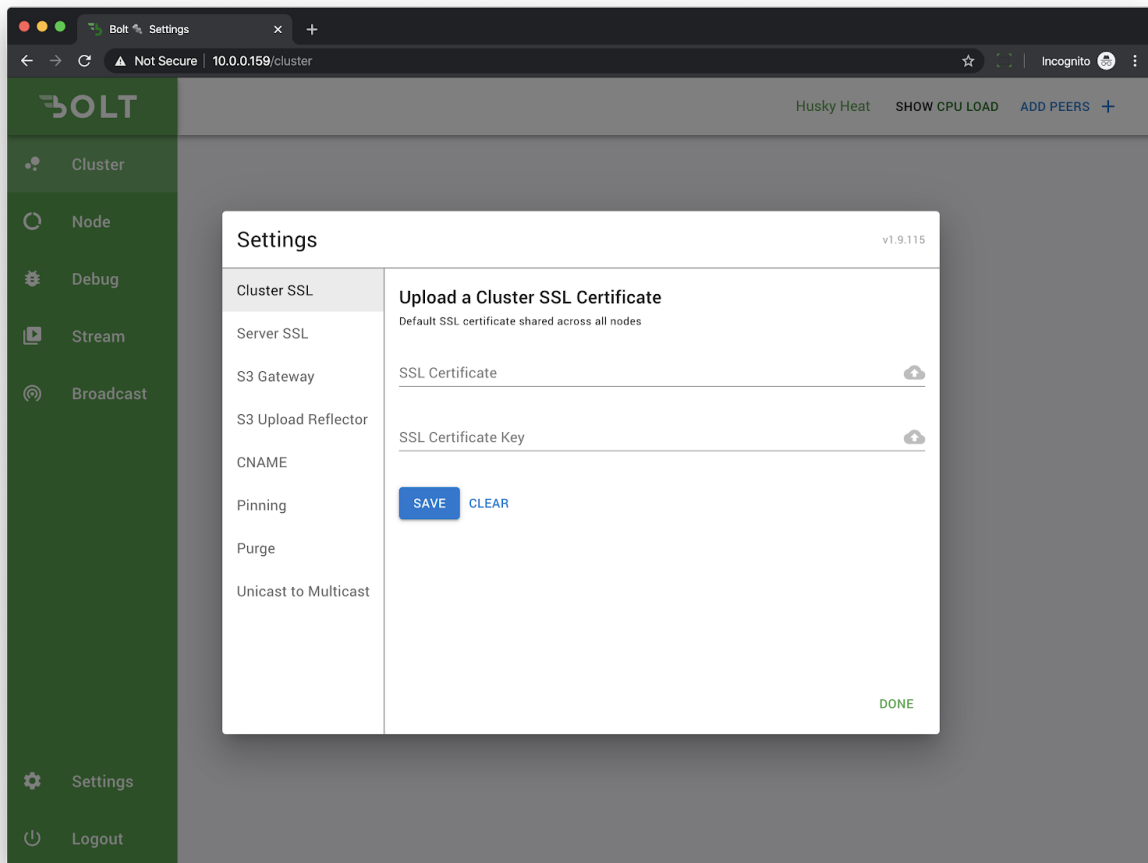 Bolt 🔩 Settings
Not Secure | 10.0.0.159/cluster
Incognito
BOLT
Husky Heat
SHOW CPU LOAD
ADD PEERS
Cluster
Node
Debug
Stream
Broadcast
Settings
Logout
Settings
v1.9.115
Cluster SSL
Server SSL
S3 Gateway
S3 Upload Reflector
CNAME
Pinning
Purge
Unicast to Multicast
Upload a Cluster SSL Certificate
Default SSL certificate shared across all nodes
SSL Certificate
SSL Certificate Key
SAVE
CLEAR
DONE